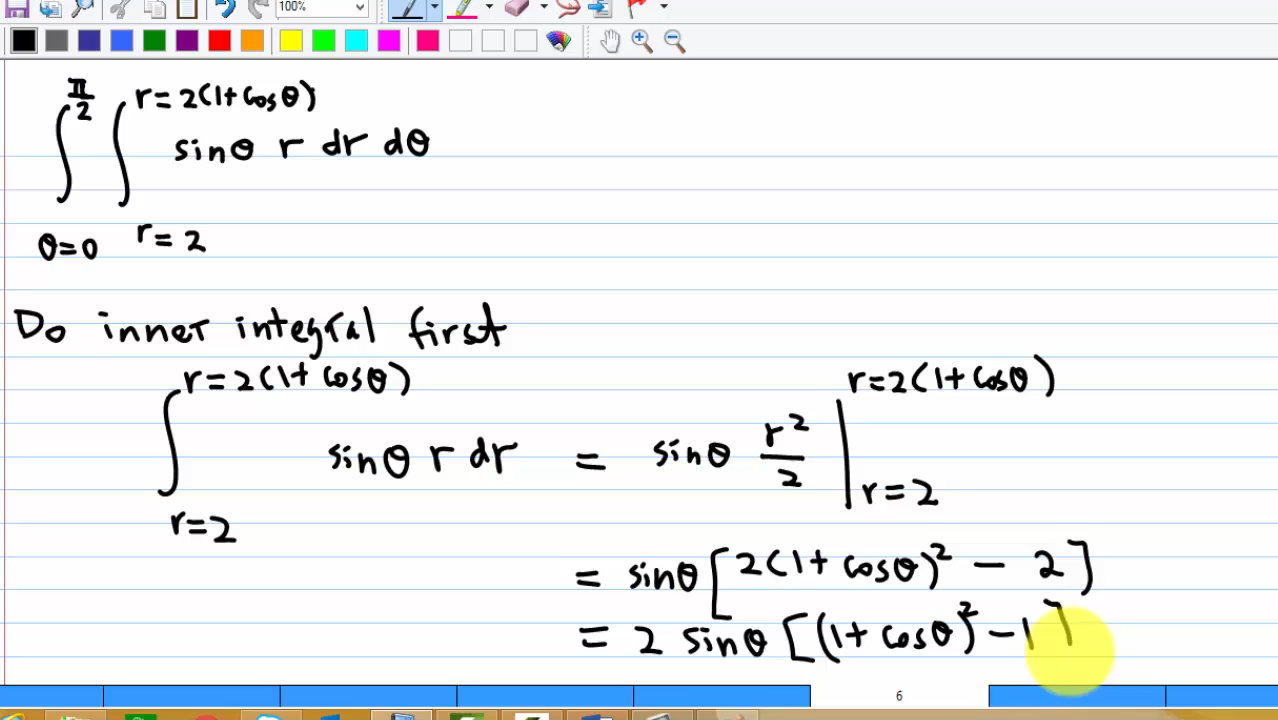 100%
π/2 r=2(1+cosθ)
∫ ∫ sinθ r dr dθ
θ=0 r=2
Do inner integral first
r=2(1+cosθ) r=2(1+cosθ)
∫ sinθ r dr = sinθ r²/2 |
r=2 r=2
= sinθ[2(1+cosθ)² - 2]
= 2 sinθ [(1+cosθ)² -1]
6